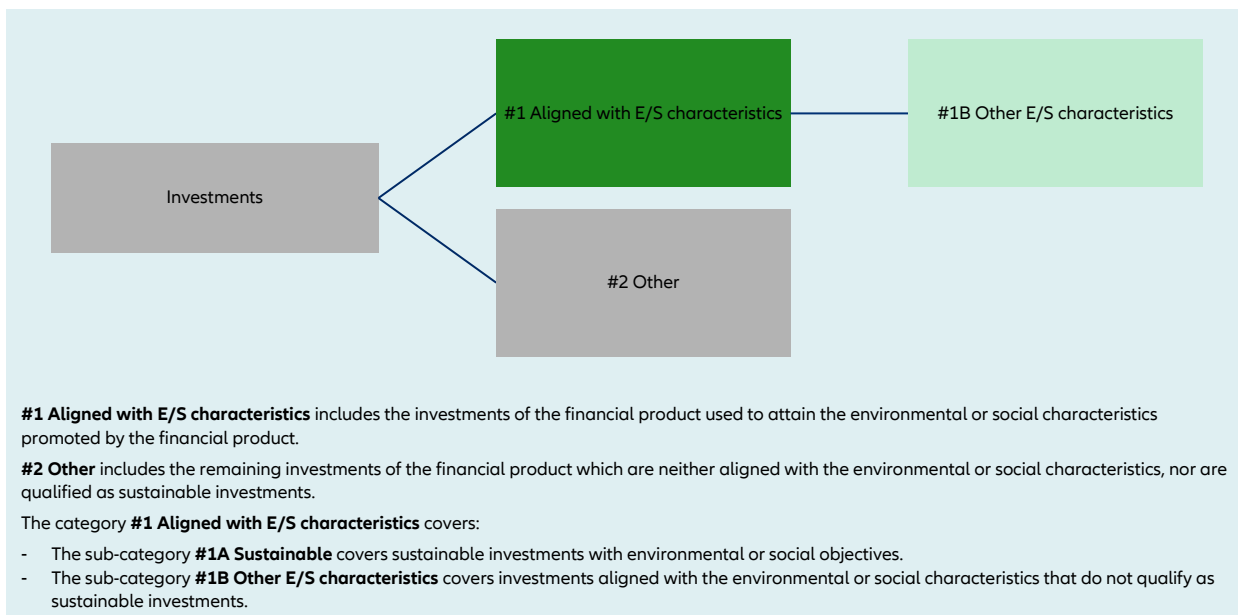 #1 Aligned with E/S characteristics
#1B Other E/S characteristics
Investments
#2 Other
#1 Aligned with E/S characteristics includes the investments of the financial product used to attain the environmental or social characteristics
promoted by the financial product.
#2 Other includes the remaining investments of the financial product which are neither aligned with the environmental or social characteristics, nor are
qualified as sustainable investments.
The category #1 Aligned with E/S characteristics covers:
- The sub-category #1A Sustainable covers sustainable investments with environmental or social objectives.
- The sub-category #1B Other E/S characteristics covers investments aligned with the environmental or social characteristics that do not qualify as
sustainable investments.